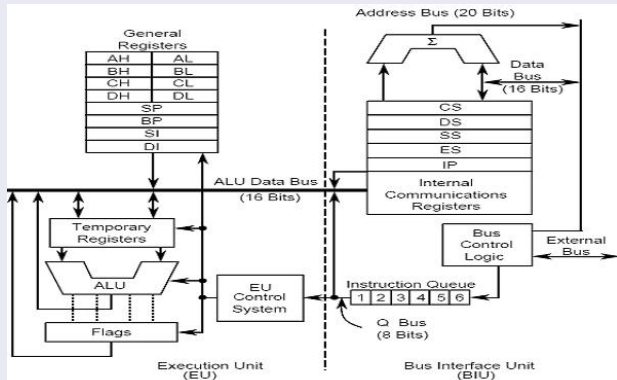 Address Bus (20 Bits)
General
Registers
AH AL
BH BL
CH CL
DH DL
SP
BP
SI
DI
Σ
Data
Bus
(16 Bits)
CS
DS
SS
ES
IP
Internal
Communications
Registers
ALU Data Bus
(16 Bits)
Temporary
Registers
ALU
Flags
EU
Control
System
Bus
Control
Logic
External
Bus
Instruction Queue
1 2 3 4 5 6
Q Bus
(8 Bits)
Execution Unit
(EU)
Bus Interface Unit
(BIU)